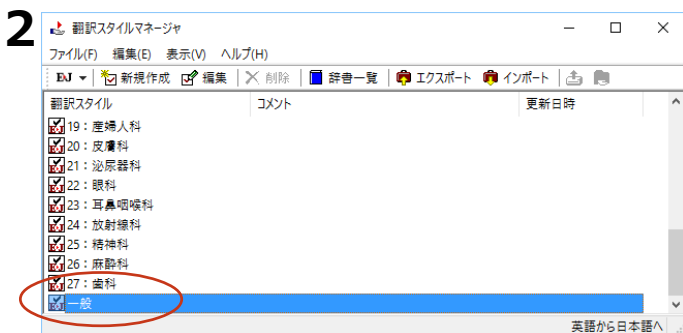 2
翻訳スタイルマネージャ
ファイル(F) 編集(E) 表示(V) ヘルプ(H)
EJ 新規作成 編集 削除 辞書一覧 エクスポート インポート
翻訳スタイル コメント 更新日時
19：産婦人科
20：皮膚科
21：泌尿器科
22：眼科
23：耳鼻咽喉科
24：放射線科
25：精神科
26：麻酔科
27：歯科
一般
英語から日本語へ